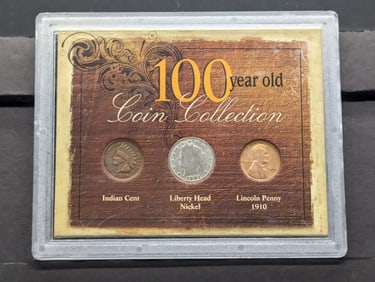 100 year old
Coin Collection
Indian Cent
Liberty Head
Nickel
Lincoln Penny
1910